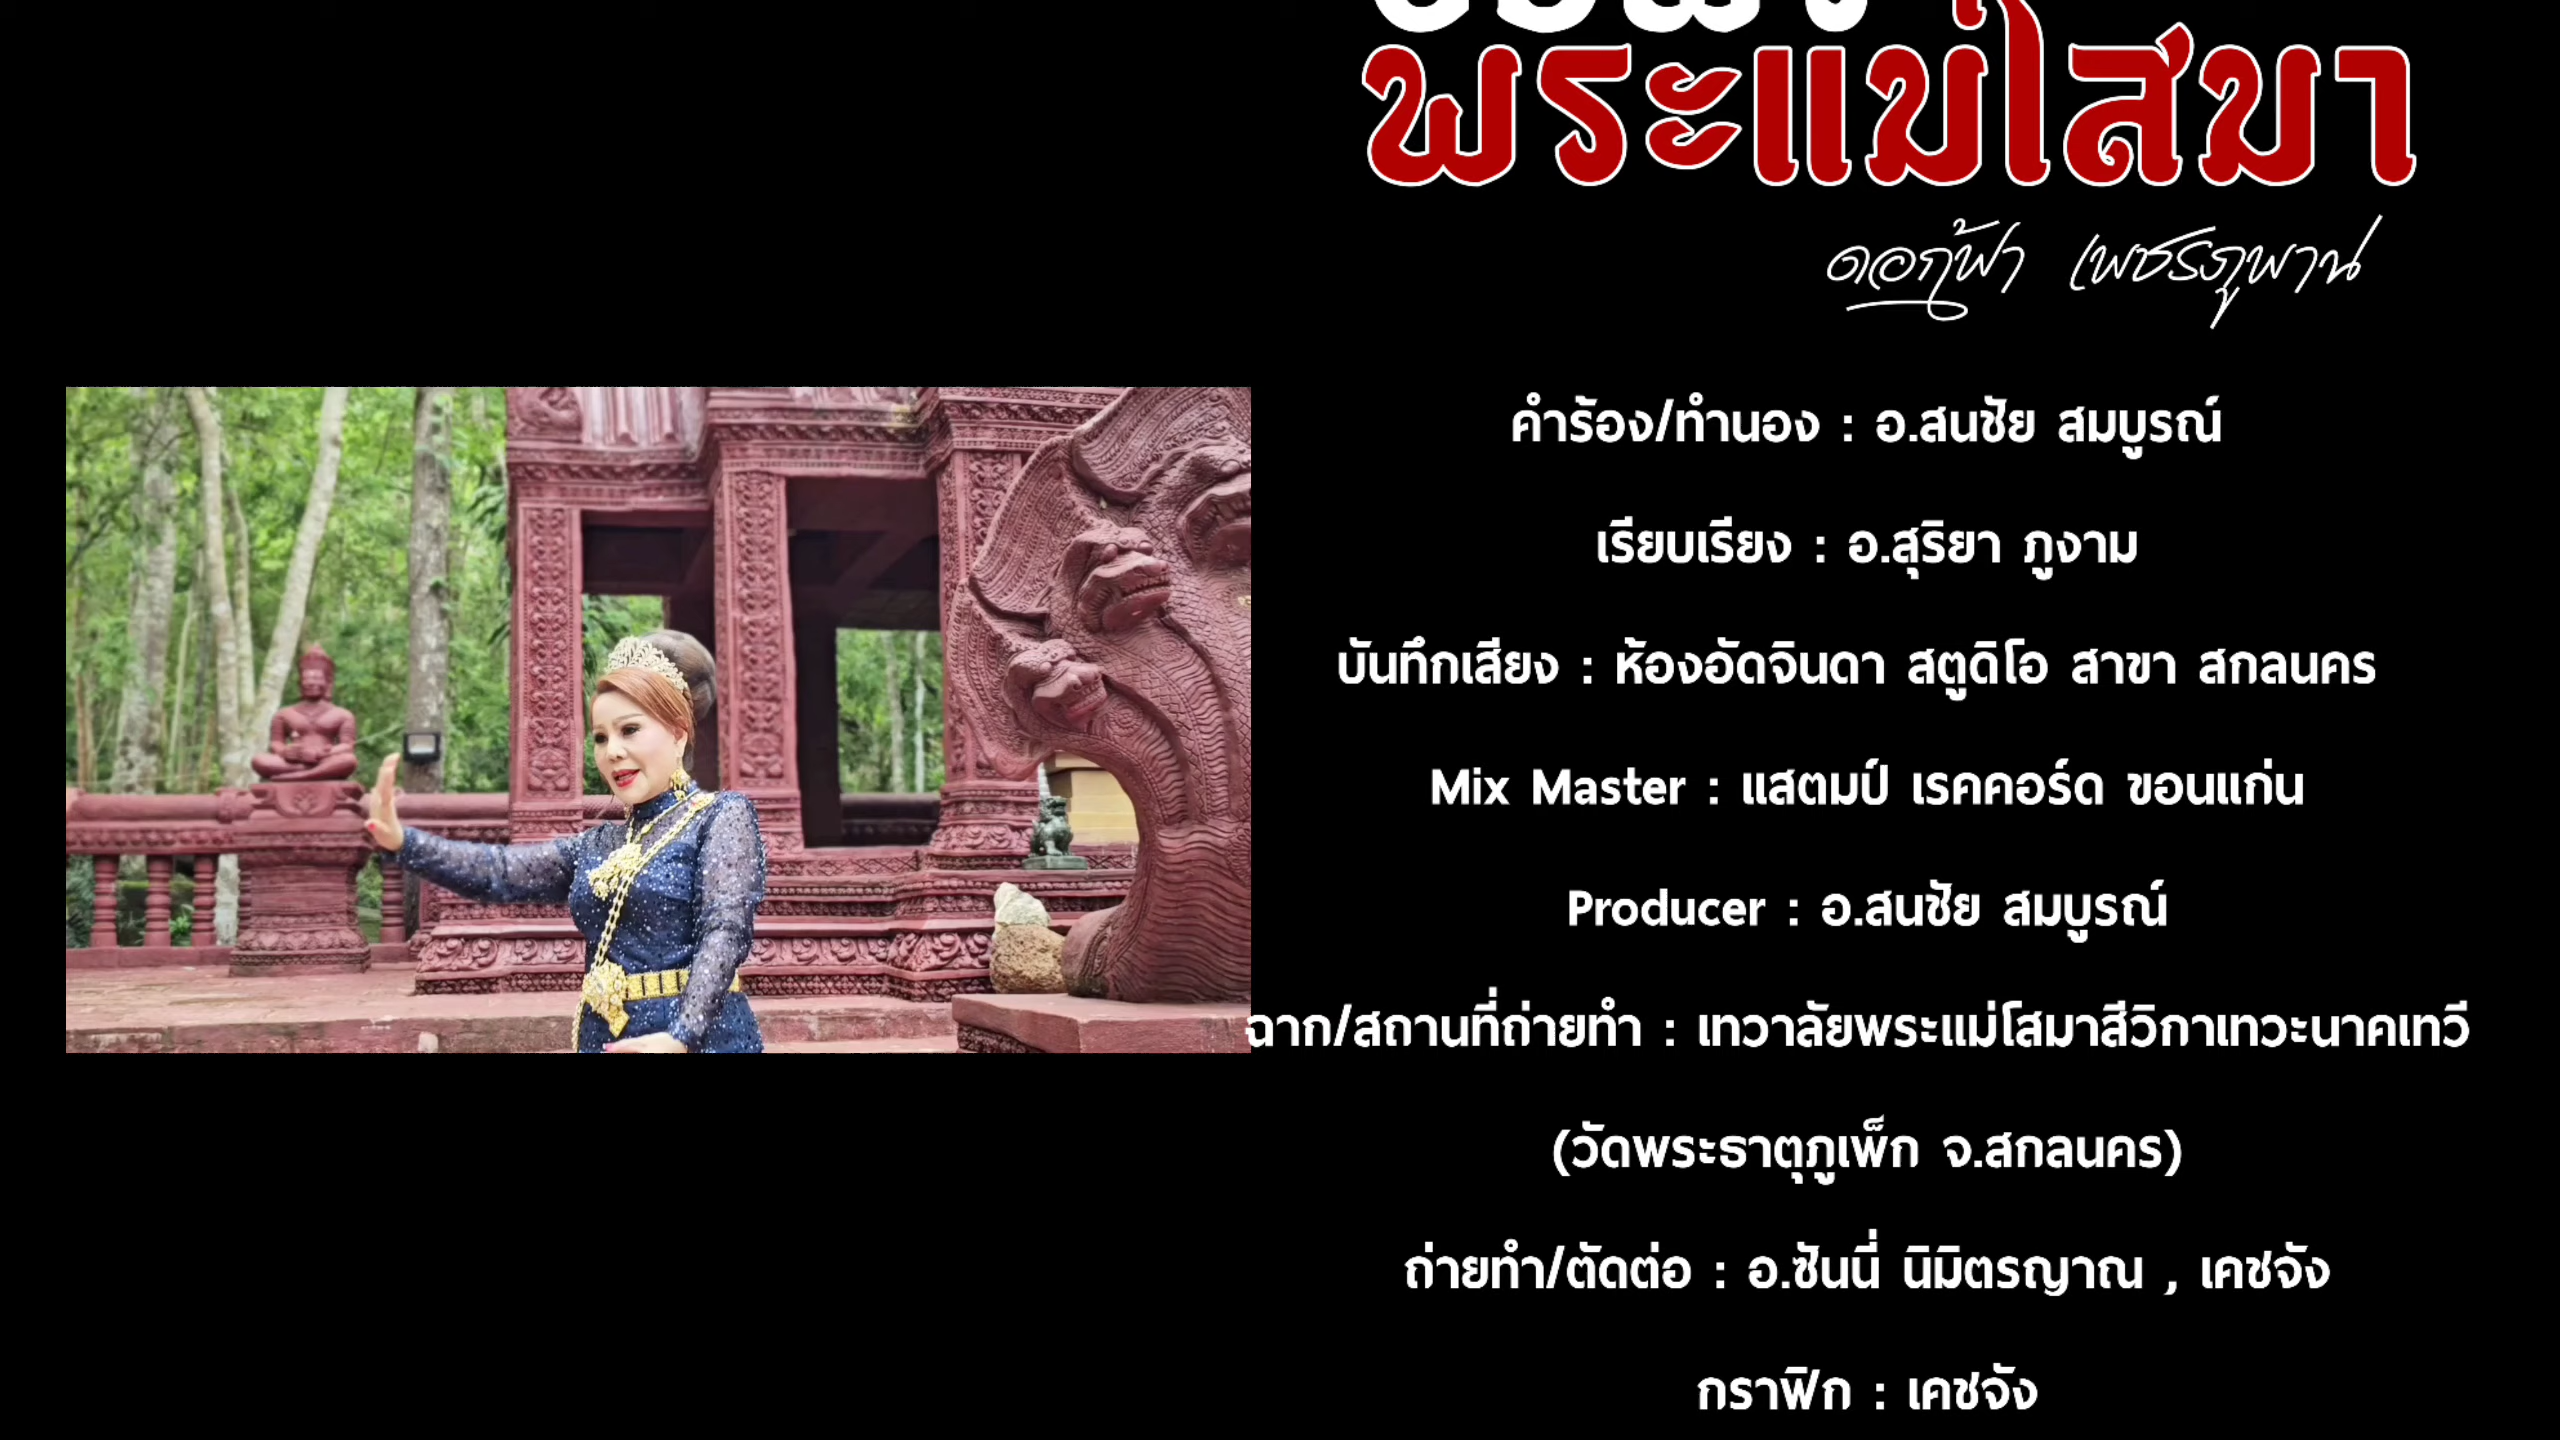 พระแม่โสมา
ดอกฟ้า เพชรภูพาน
คำร้อง/ทำนอง : อ.สนชัย สมบูรณ์
เรียบเรียง : อ.สุริยา ภูงาม
บันทึกเสียง : ห้องอัดจินดา สตูดิโอ สาขา สกลนคร
Mix Master : แสตมป์ เรคคอร์ด ขอนแก่น
Producer : อ.สนชัย สมบูรณ์
ฉาก/สถานที่ถ่ายทำ : เทวาลัยพระแม่โสมาสีวิกาเทวะนาคเทวี
(วัดพระธาตุภูเพ็ก จ.สกลนคร)
ถ่ายทำ/ตัดต่อ : อ.ซันนี่ นิมิตรญาณ , เคชจัง
กราฟิก : เคชจัง